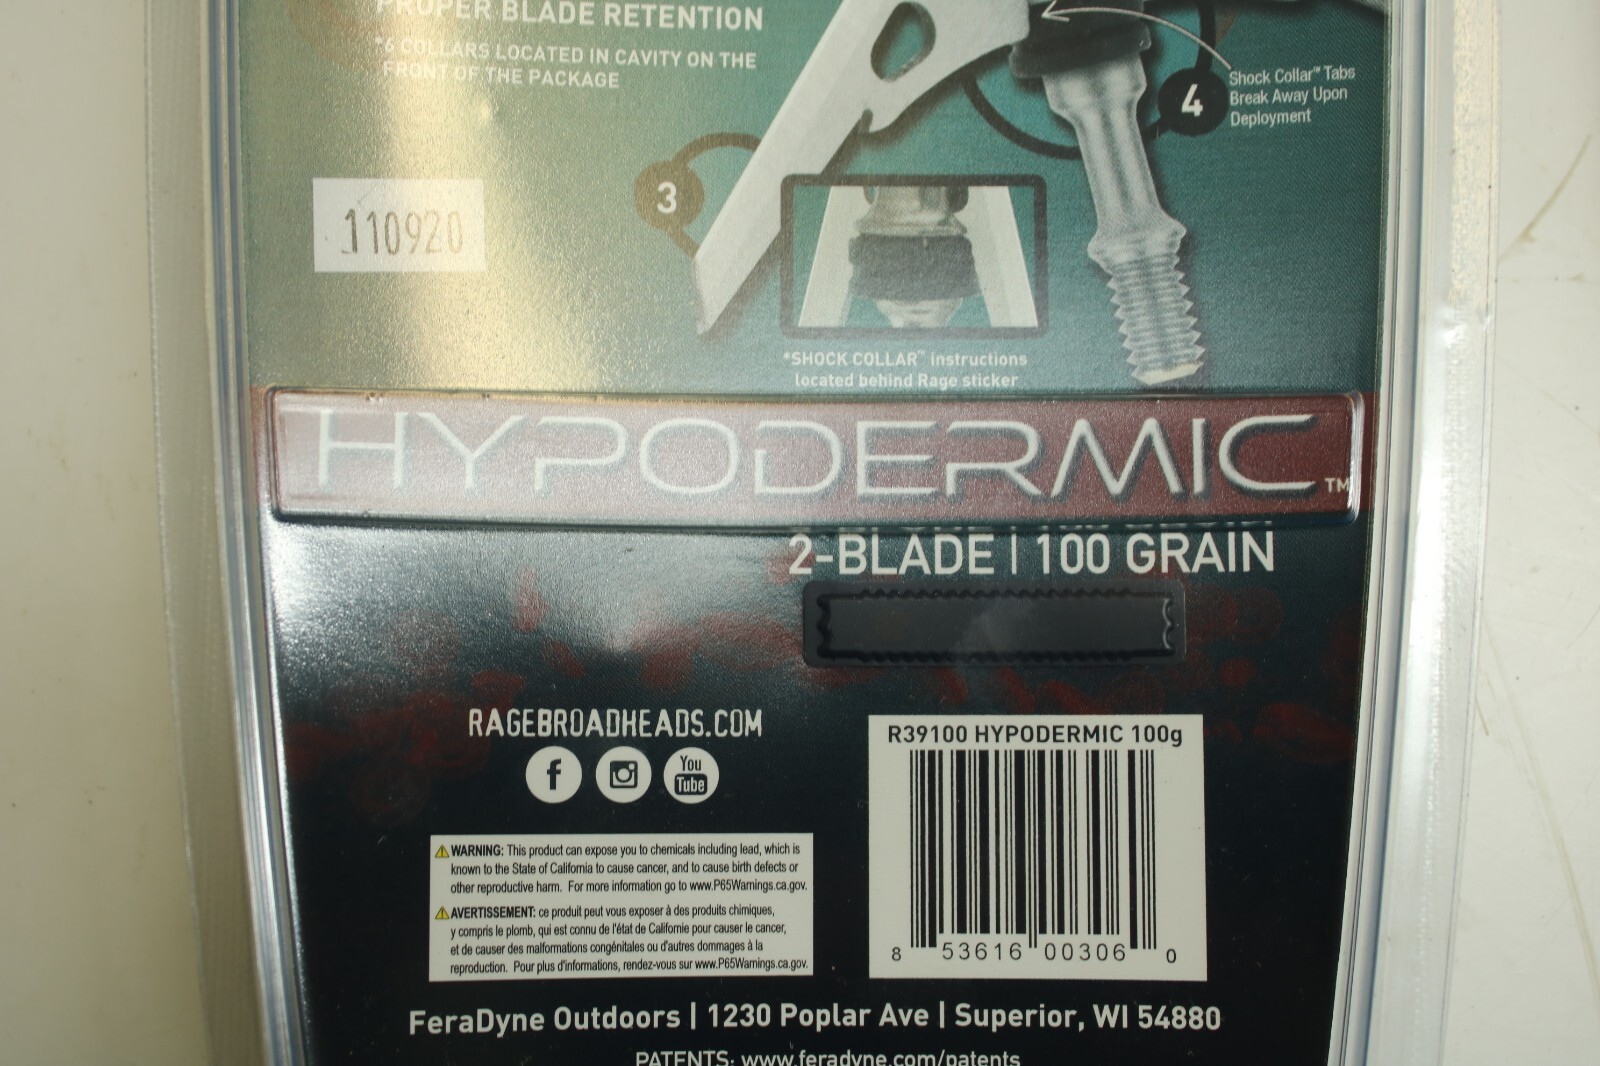 PROPER BLADE RETENTION
*6 COLLARS LOCATED IN CAVITY ON THE
FRONT OF THE PACKAGE
Shock Collar™ Tabs
Break Away Upon
Deployment
4
3
110920
*SHOCK COLLAR™ instructions
located behind Rage sticker
HYPODERMIC™
2-BLADE | 100 GRAIN
RAGEBROADHEADS.COM
f
You
Tube
R39100 HYPODERMIC 100g
8 53616 00306 0
WARNING: This product can expose you to chemicals including lead, which is
known to the State of California to cause cancer, and to cause birth defects or
other reproductive harm. For more information go to www.P65Warnings.ca.gov.
AVERTISSEMENT: ce produit peut vous exposer à des produits chimiques,
y compris le plomb, qui est connu de l'état de Californie pour causer le cancer,
et de causer des malformations congénitales ou d'autres dommages à la
reproduction. Pour plus d'informations, rendez-vous sur www.P65Warnings.ca.gov.
FeraDyne Outdoors | 1230 Poplar Ave | Superior, WI 54880
PATENTS: www.feradyne.com/patents